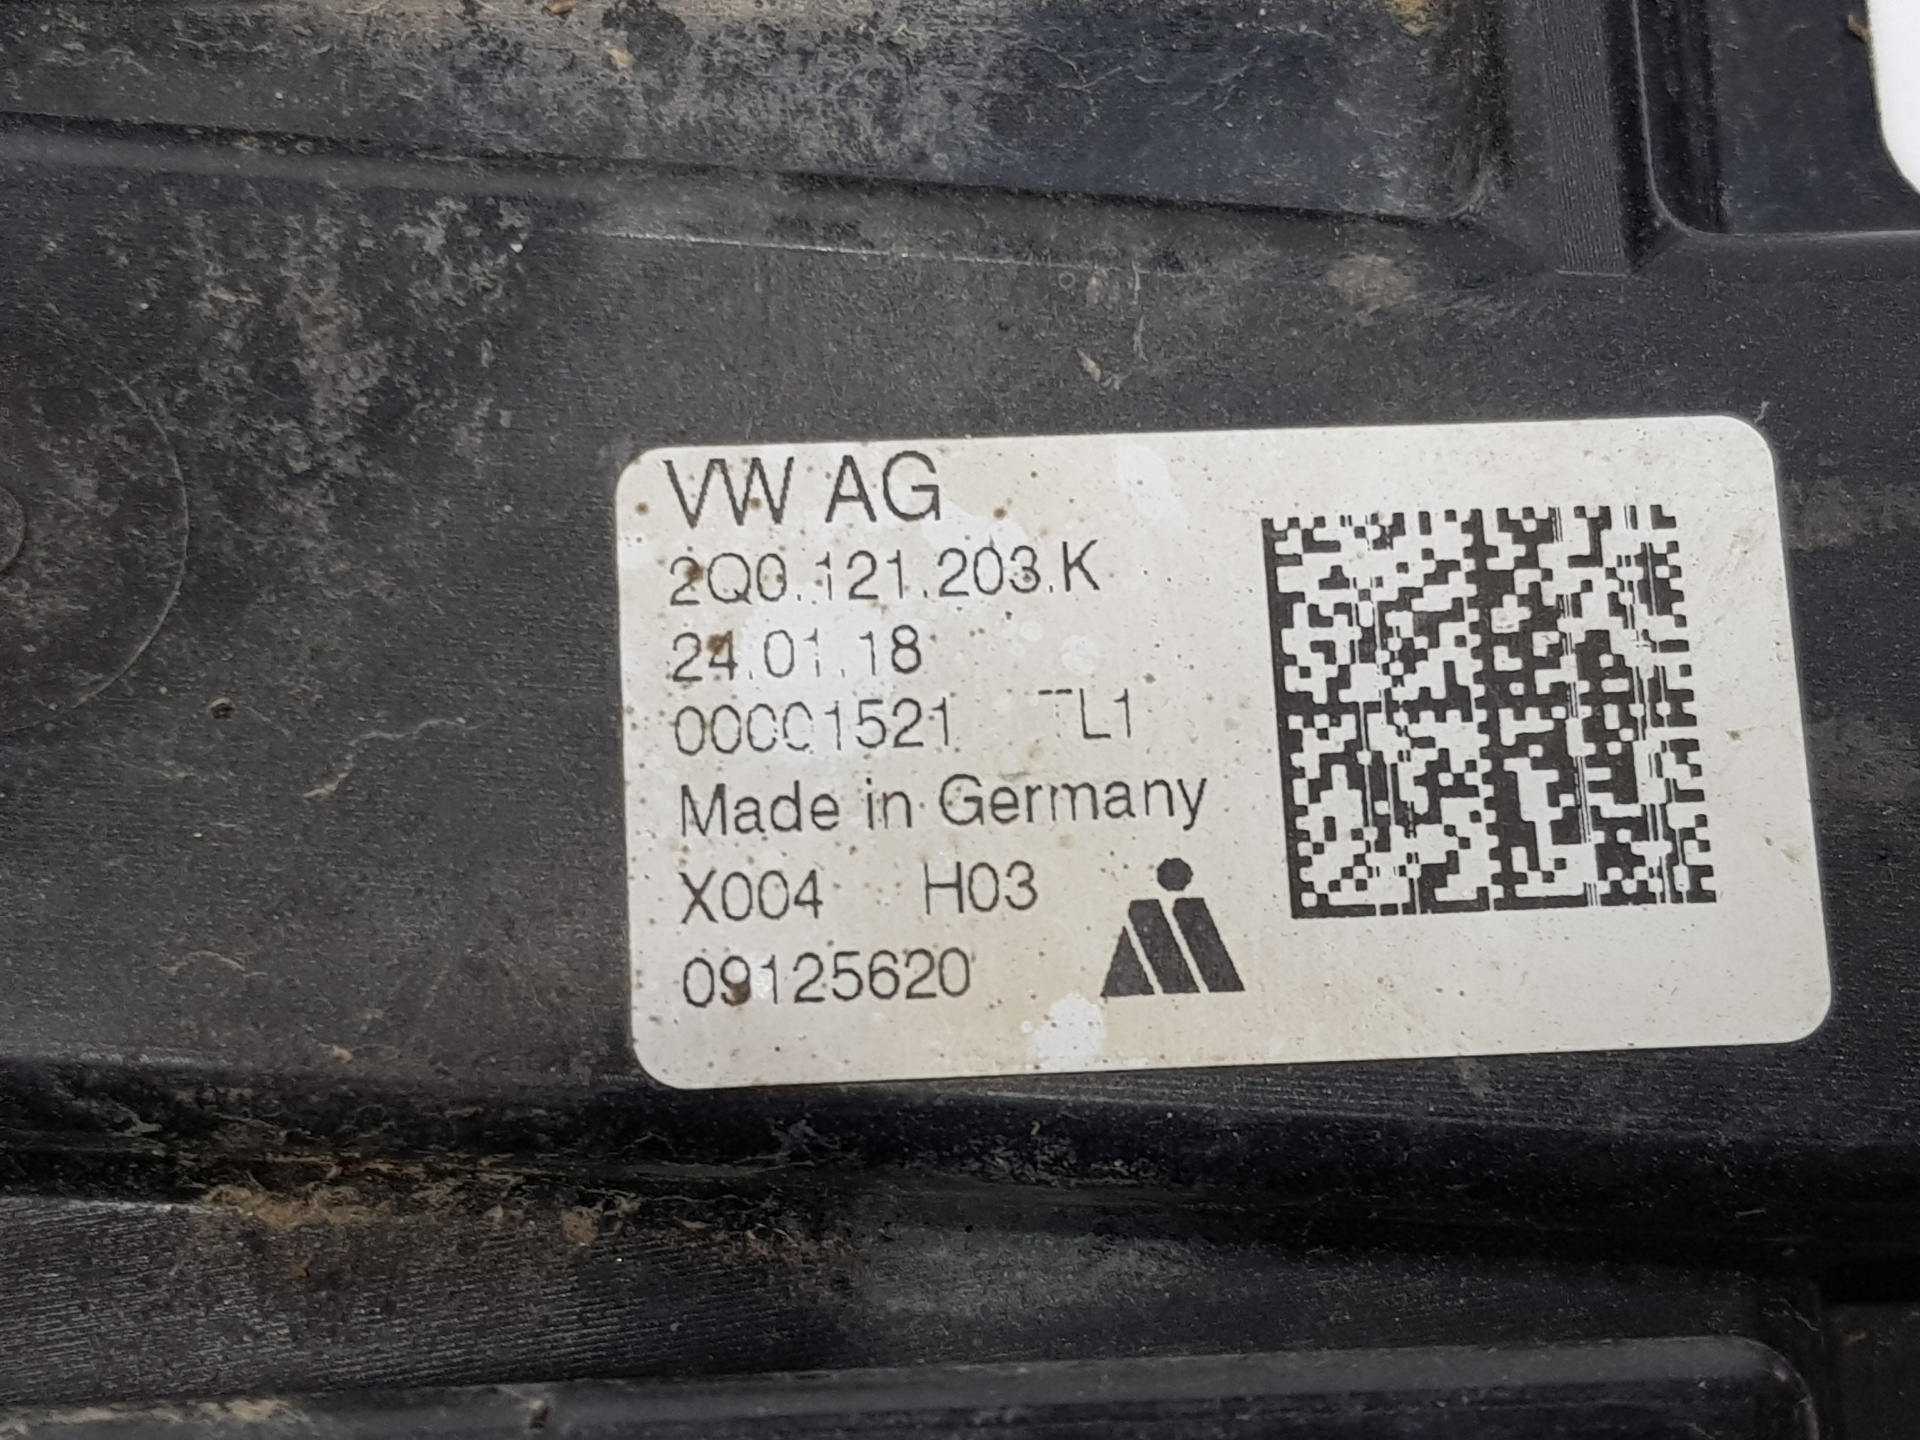 VW AG
2Q0.121.203.K
24.01.18
00001521 TL1
Made in Germany
X004 H03
09125620